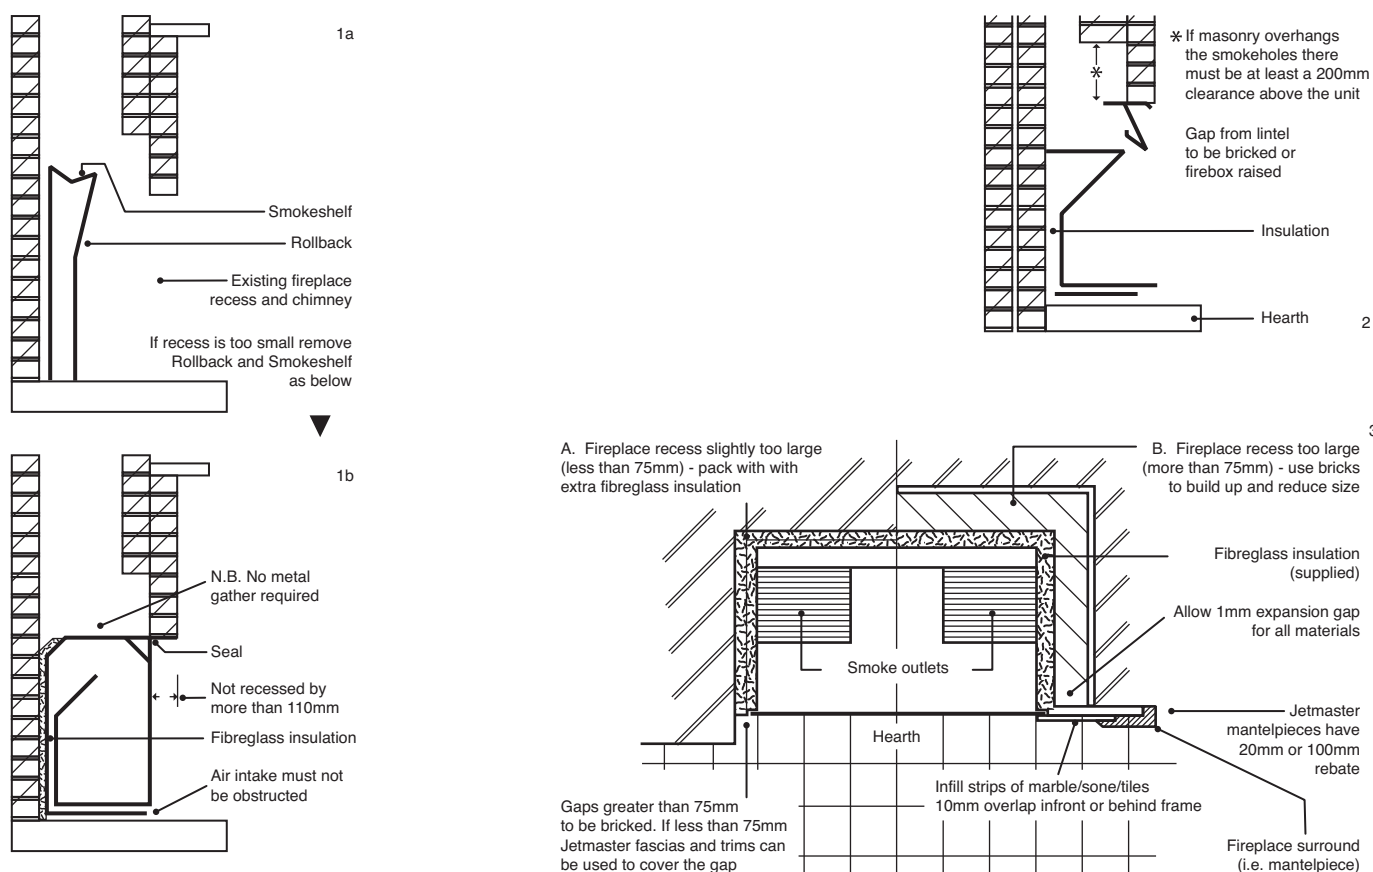 1a
Smokeshelf
Rollback
Existing fireplace
recess and chimney
If recess is too small remove
Rollback and Smokeshelf
as below
1b
N.B. No metal
gather required
Seal
Not recessed by
more than 110mm
Fibreglass insulation
Air intake must not
be obstructed
* If masonry overhangs
the smokeholes there
must be at least a 200mm
clearance above the unit
*
Gap from lintel
to be bricked or
firebox raised
Insulation
Hearth
2
3
A. Fireplace recess slightly too large
(less than 75mm) - pack with with
extra fibreglass insulation
B. Fireplace recess too large
(more than 75mm) - use bricks
to build up and reduce size
Fibreglass insulation
(supplied)
Allow 1mm expansion gap
for all materials
Smoke outlets
Hearth
Jetmaster
mantelpieces have
20mm or 100mm
rebate
Infill strips of marble/sone/tiles
10mm overlap infront or behind frame
Gaps greater than 75mm
to be bricked. If less than 75mm
Jetmaster fascias and trims can
be used to cover the gap
Fireplace surround
(i.e. mantelpiece)